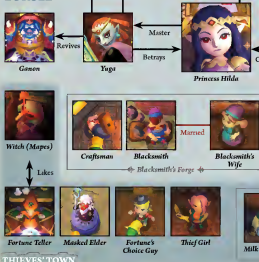 Revives
Master
Betrays
Ganon
Yuga
Princess Hilda
Witch (Mapes)
Married
Craftsman
Blacksmith
Blacksmith's
Wife
Blacksmith's Forge
Likes
Fortune Teller
Masked Elder
Fortune's
Choice Guy
Thief Girl
Milk
THIEVES' TOWN